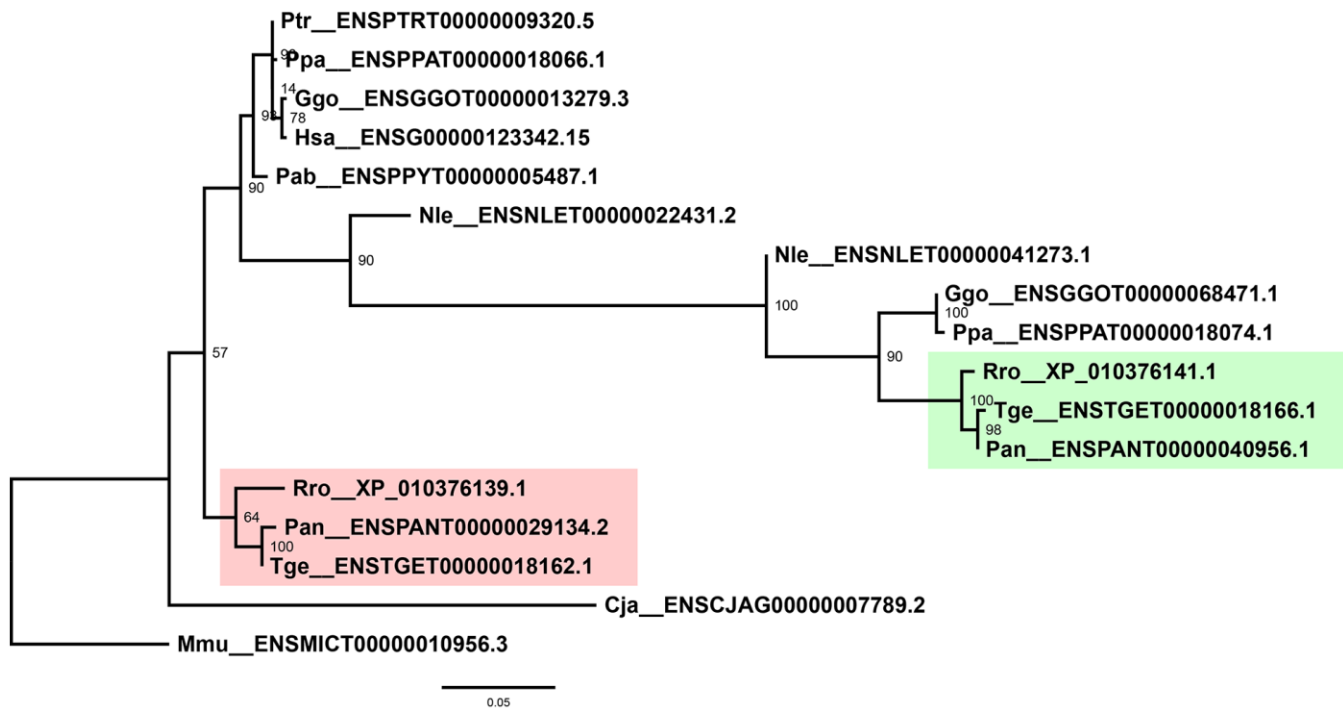 Ptr__ENSPTRT00000009320.5
Ppa__ENSPPAT00000018066.1
14
Ggo__ENSGGOT00000013279.3
93
78
Hsa__ENSG00000123342.15
Pab__ENSPPYT00000005487.1
90
Nle__ENSNLET00000022431.2
Nle__ENSNLET00000041273.1
90
Ggo__ENSGGOT00000068471.1
100
100
Ppa__ENSPPAT00000018074.1
57
90
Rro__XP_010376141.1
100
Tge__ENSTGET00000018166.1
98
Pan__ENSPANT00000040956.1
Rro__XP_010376139.1
64
Pan__ENSPANT00000029134.2
100
Tge__ENSTGET00000018162.1
Cja__ENSCJAG00000007789.2
Mmu__ENSMICT00000010956.3
0.05